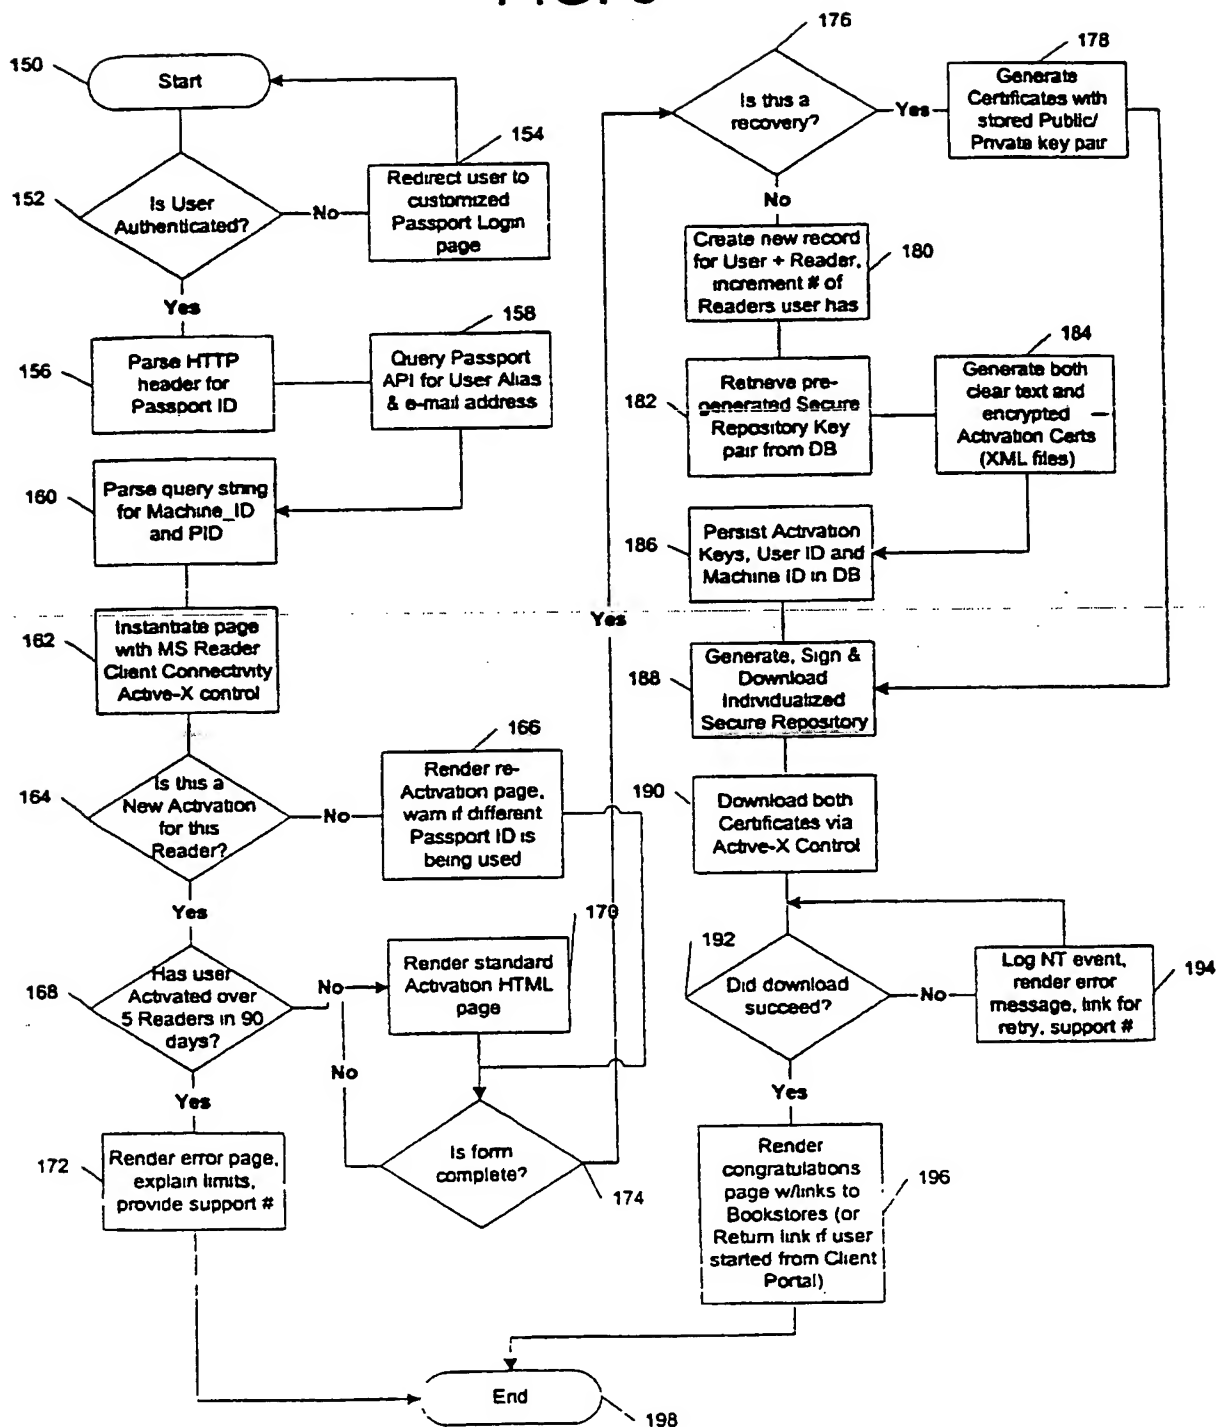 150
Start
154
Redirect user to
customized
Passport Login
page
152
Is User
Authenticated?
No
Yes
156
Parse HTTP
header for
Passport ID
158
Query Passport
API for User Alias
& e-mail address
160
Parse query string
for Machine_ID
and PID
162
Instantrate page
with MS Reader
Client Connectivity
Active-X control
164
Is this a
New Activation
for this
Reader?
No
166
Render re-
Activation page,
warn if different
Passport ID is
being used
Yes
168
Has user
Activated over
5 Readers in 90
days?
No
170
Render standard
Activation HTML
page
No
Yes
172
Render error page,
explain limits,
provide support #
Is form
complete?
174
Yes
176
Is this a
recovery?
Yes
178
Generate
Certificates with
stored Public/
Private key pair
No
Create new record
for User + Reader,
increment # of
Readers user has
180
182
Retrieve pre-
generated Secure
Repository Key
pair from DB
184
Generate both
clear text and
encrypted
Activation Certs
(XML files)
186
Persist Activation
Keys, User ID and
Machine ID in DB
188
Generate, Sign &
Download
Individualized
Secure Repository
190
Download both
Certificates via
Active-X Control
192
Did download
succeed?
No
Log NT event,
render error
message, link for
retry, support #
194
Yes
Render
congratulations
page w/links to
Bookstores (or
Return link if user
started from Client
Portal)
196
End
198